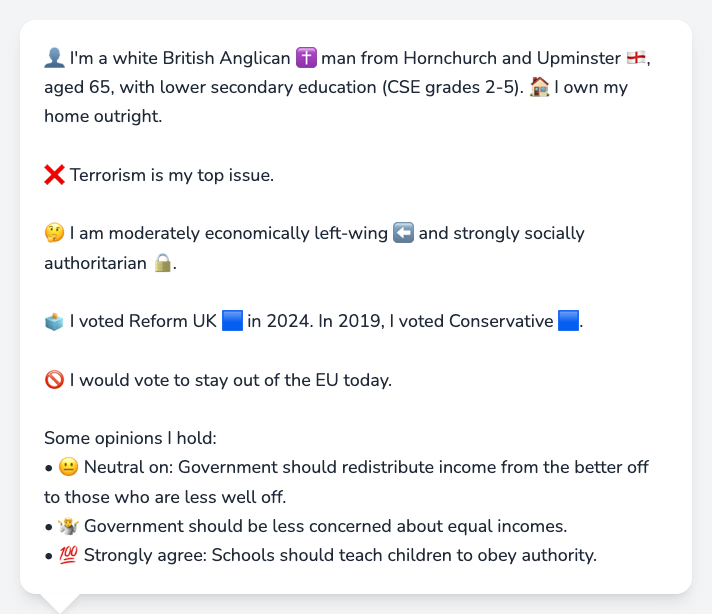 👤 I'm a white British Anglican ✝️ man from Hornchurch and Upminster 🏴󠁧󠁢󠁥󠁮󠁧󠁿,
aged 65, with lower secondary education (CSE grades 2-5). 🏠 I own my
home outright.
❌ Terrorism is my top issue.
🤔 I am moderately economically left-wing ⬅️ and strongly socially
authoritarian 🔒.
🗳️ I voted Reform UK 🟦 in 2024. In 2019, I voted Conservative 🟦.
🚫 I would vote to stay out of the EU today.
Some opinions I hold:
• 😐 Neutral on: Government should redistribute income from the better off
to those who are less well off.
• 🤷 Government should be less concerned about equal incomes.
• 💯 Strongly agree: Schools should teach children to obey authority.